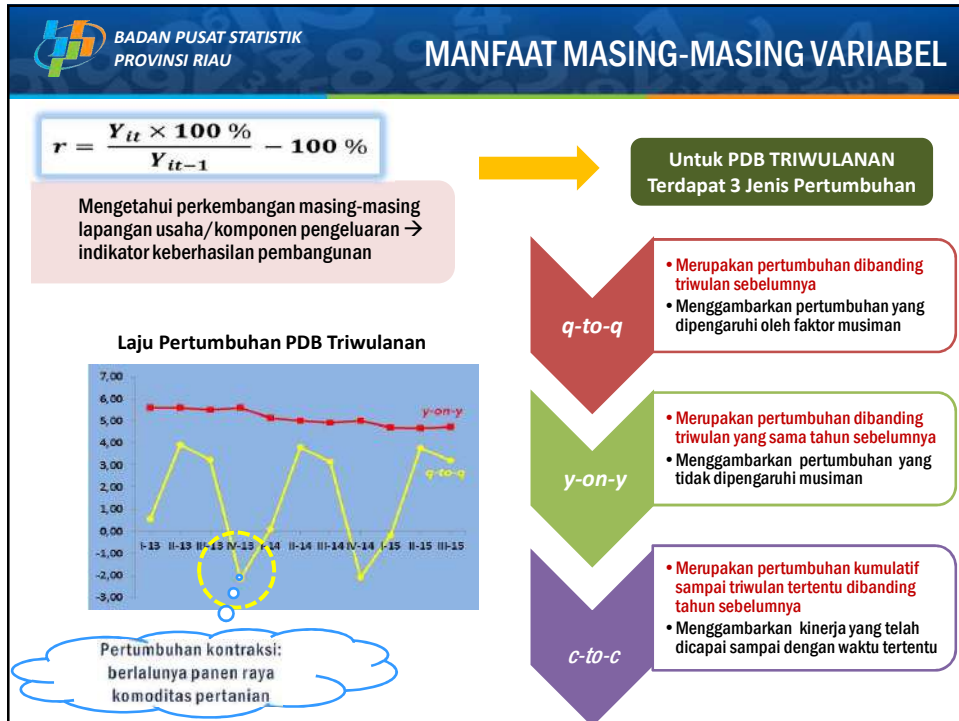 BADAN PUSAT STATISTIK
PROVINSI RIAU
MANFAAT MASING-MASING VARIABEL
r = Y_{it} × 100 % / Y_{it-1} − 100 %
Mengetahui perkembangan masing-masing
lapangan usaha/komponen pengeluaran →
indikator keberhasilan pembangunan
Untuk PDB TRIWULANAN
Terdapat 3 Jenis Pertumbuhan
q-to-q
• Merupakan pertumbuhan dibanding
triwulan sebelumnya
• Menggambarkan pertumbuhan yang
dipengaruhi oleh faktor musiman
y-on-y
• Merupakan pertumbuhan dibanding
triwulan yang sama tahun sebelumnya
• Menggambarkan pertumbuhan yang
tidak dipengaruhi musiman
c-to-c
• Merupakan pertumbuhan kumulatif
sampai triwulan tertentu dibanding
tahun sebelumnya
• Menggambarkan kinerja yang telah
dicapai sampai dengan waktu tertentu
Laju Pertumbuhan PDB Triwulanan
7,00
6,00
5,00
4,00
3,00
2,00
1,00
0,00
-1,00
-2,00
-3,00
y-on-y
q-to-q
I-13 II-13 III-13 IV-13 I-14 II-14 III-14 IV-14 I-15 II-15 III-15
Pertumbuhan kontraksi:
berlalunya panen raya
komoditas pertanian